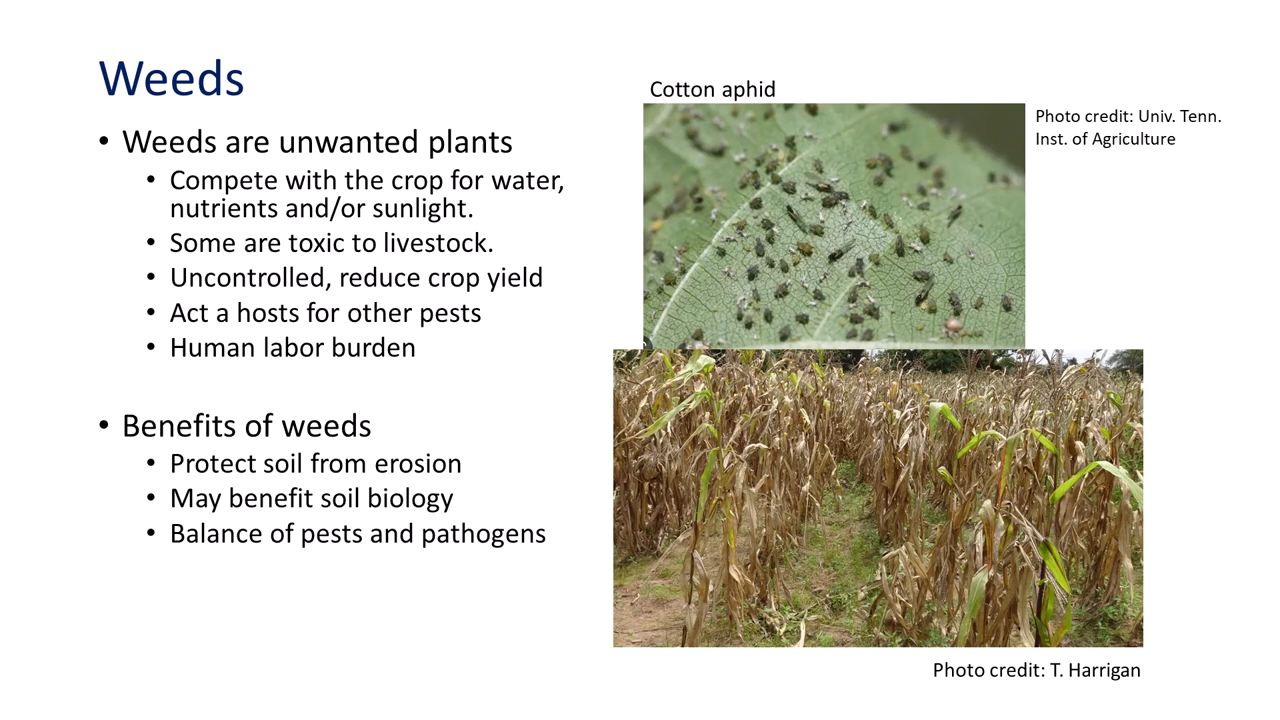 Weeds
• Weeds are unwanted plants
• Compete with the crop for water,
nutrients and/or sunlight.
• Some are toxic to livestock.
• Uncontrolled, reduce crop yield
• Act a hosts for other pests
• Human labor burden
• Benefits of weeds
• Protect soil from erosion
• May benefit soil biology
• Balance of pests and pathogens
Cotton aphid
Photo credit: Univ. Tenn.
Inst. of Agriculture
Photo credit: T. Harrigan